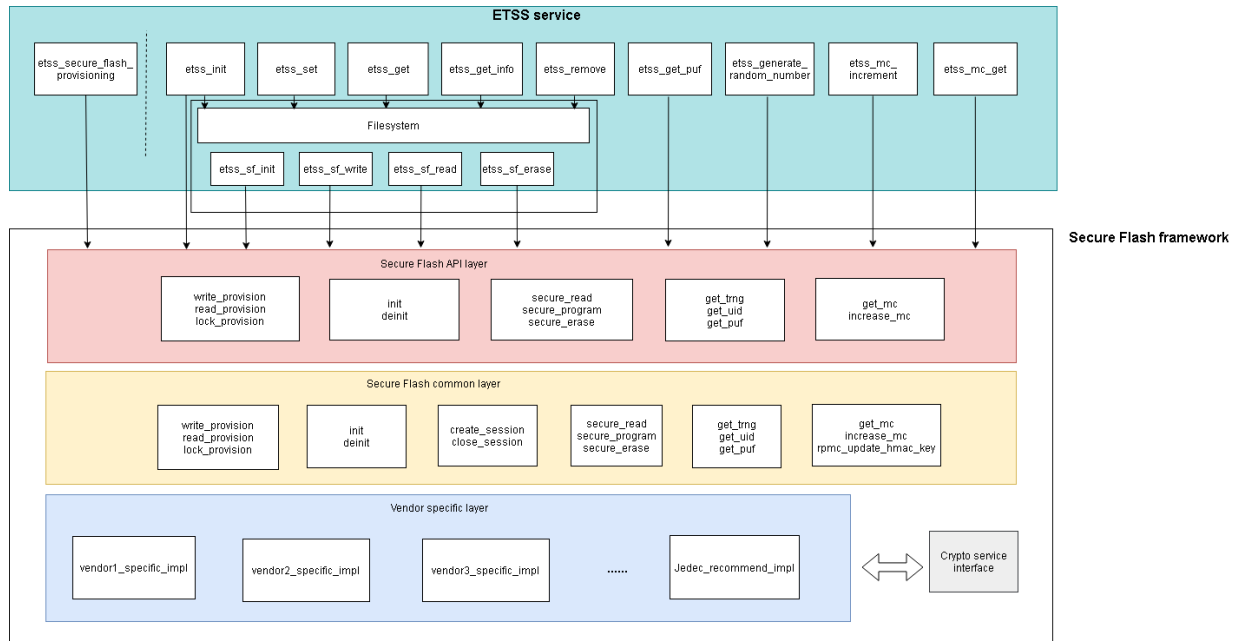 ETSS service
etss_secure_flash_
provisioning
etss_init
etss_set
etss_get
etss_get_info
etss_remove
etss_get_puf
etss_generate_
random_number
etss_mc_
increment
etss_mc_get
Filesystem
etss_sf_init
etss_sf_write
etss_sf_read
etss_sf_erase
Secure Flash framework
Secure Flash API layer
write_provision
read_provision
lock_provision
init
deinit
secure_read
secure_program
secure_erase
get_trng
get_uid
get_puf
get_mc
increase_mc
Secure Flash common layer
write_provision
read_provision
lock_provision
init
deinit
create_session
close_session
secure_read
secure_program
secure_erase
get_trng
get_uid
get_puf
get_mc
increase_mc
rpmc_update_hmac_key
Vendor specific layer
vendor1_specific_impl
vendor2_specific_impl
vendor3_specific_impl
......
Jedec_recommend_impl
Crypto service
interface